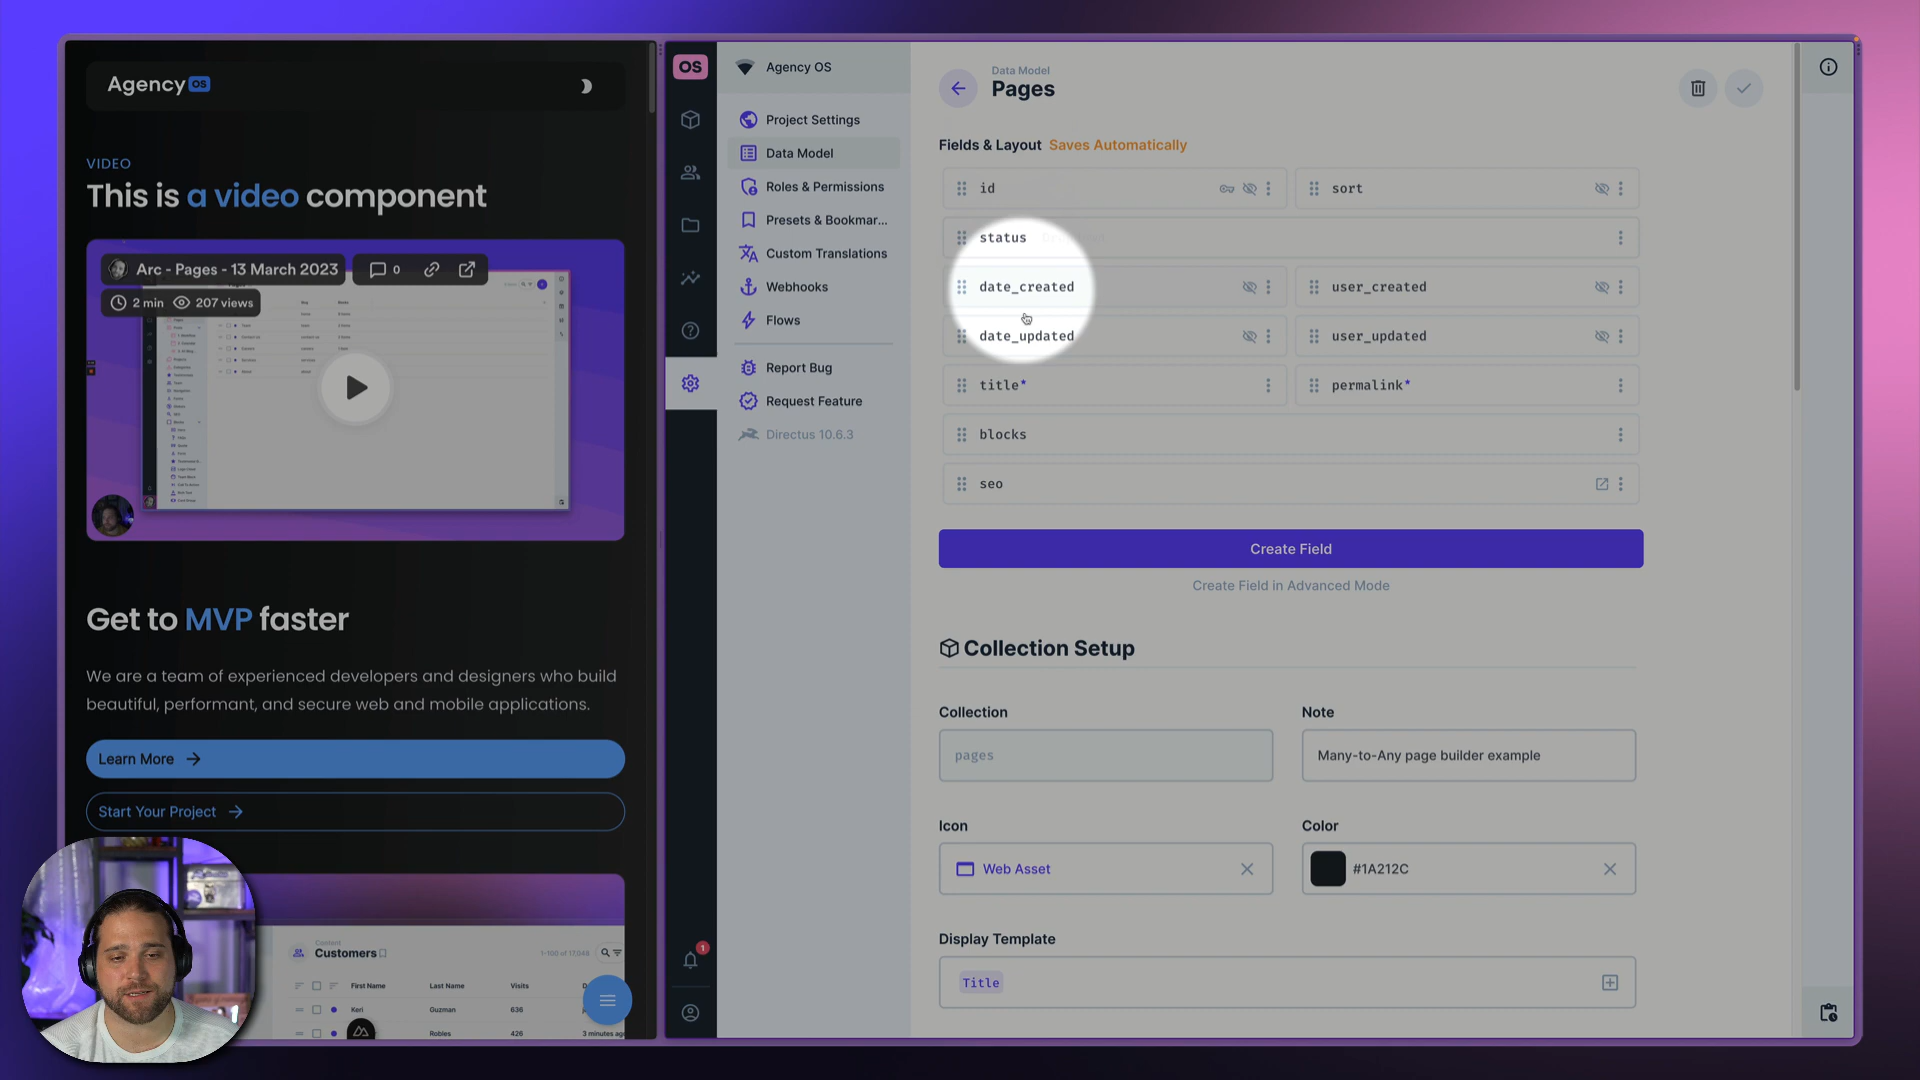 Agency OS
VIDEO
This is a video component
Arc - Pages - 13 March 2023
0
2 min 207 views
Get to MVP faster
We are a team of experienced developers and designers who build
beautiful, performant, and secure web and mobile applications.
Learn More
Start Your Project
Content
Customers
1–100 of 17,048
First Name Last Name Visits
Keri Guzman 636
Robles 426 3 minutes ago
OS
1
Agency OS
Project Settings
Data Model
Roles & Permissions
Presets & Bookmar...
Custom Translations
Webhooks
Flows
Report Bug
Request Feature
Directus 10.6.3
Data Model
Pages
Fields & Layout Saves Automatically
id
sort
status
date_created
user_created
date_updated
user_updated
title*
permalink*
blocks
seo
Create Field
Create Field in Advanced Mode
Collection Setup
Collection
Note
pages
Many-to-Any page builder example
Icon
Color
Web Asset
#1A212C
Display Template
Title